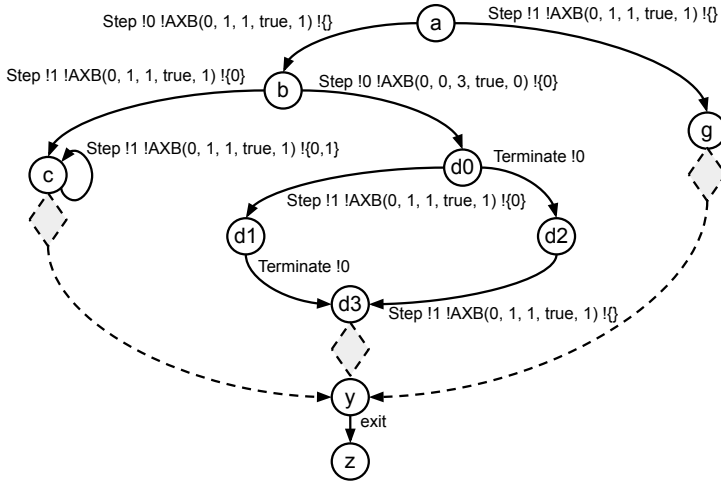 Step !0 !AXB(0, 1, 1, true, 1) !{}
a
Step !1 !AXB(0, 1, 1, true, 1) !{}
Step !1 !AXB(0, 1, 1, true, 1) !{0}
b
Step !0 !AXB(0, 0, 3, true, 0) !{0}
g
Step !1 !AXB(0, 1, 1, true, 1) !{0,1}
c
d0
Terminate !0
Step !1 !AXB(0, 1, 1, true, 1) !{0}
d1
d2
Terminate !0
d3
Step !1 !AXB(0, 1, 1, true, 1) !{}
y
exit
z